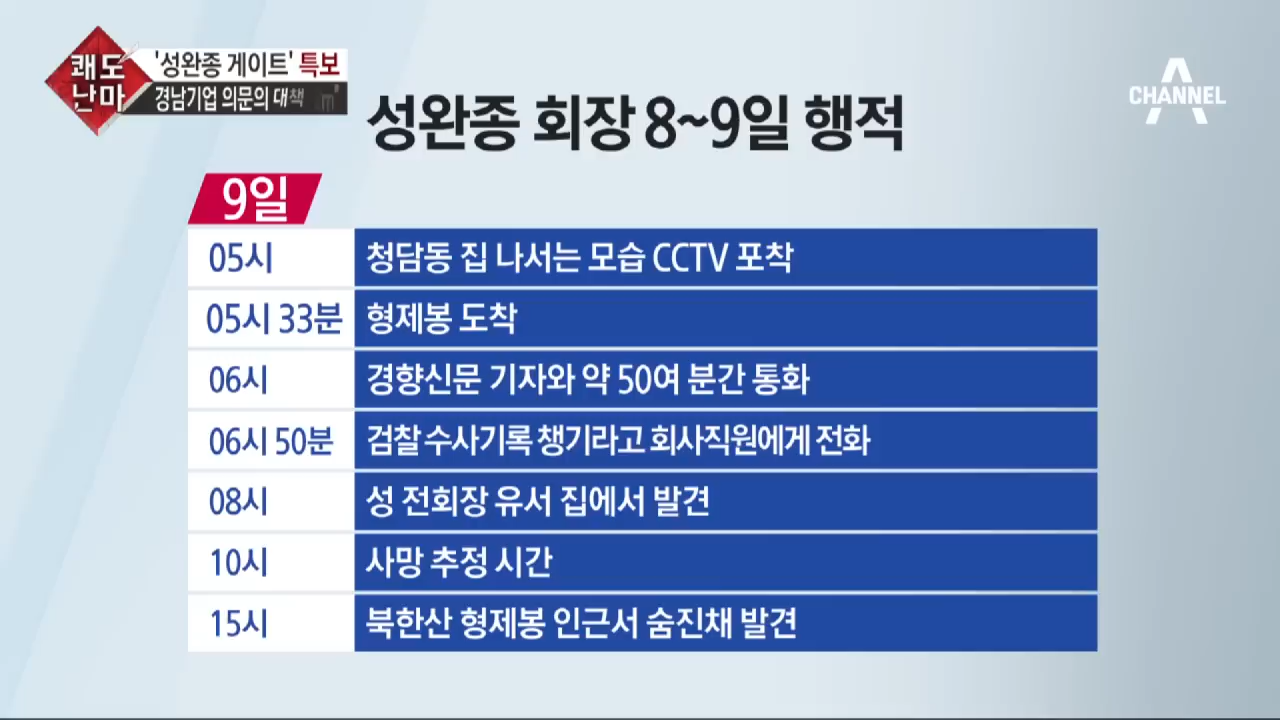 쾌도
난마
'성완종 게이트' 특보
경남기업 의문의 대책
CHANNEL A
성완종 회장 8~9일 행적
9일
05시 청담동 집 나서는 모습 CCTV 포착
05시 33분 형제봉 도착
06시 경향신문 기자와 약 50여 분간 통화
06시 50분 검찰 수사기록 챙기라고 회사직원에게 전화
08시 성 전회장 유서 집에서 발견
10시 사망 추정 시간
15시 북한산 형제봉 인근서 숨진채 발견